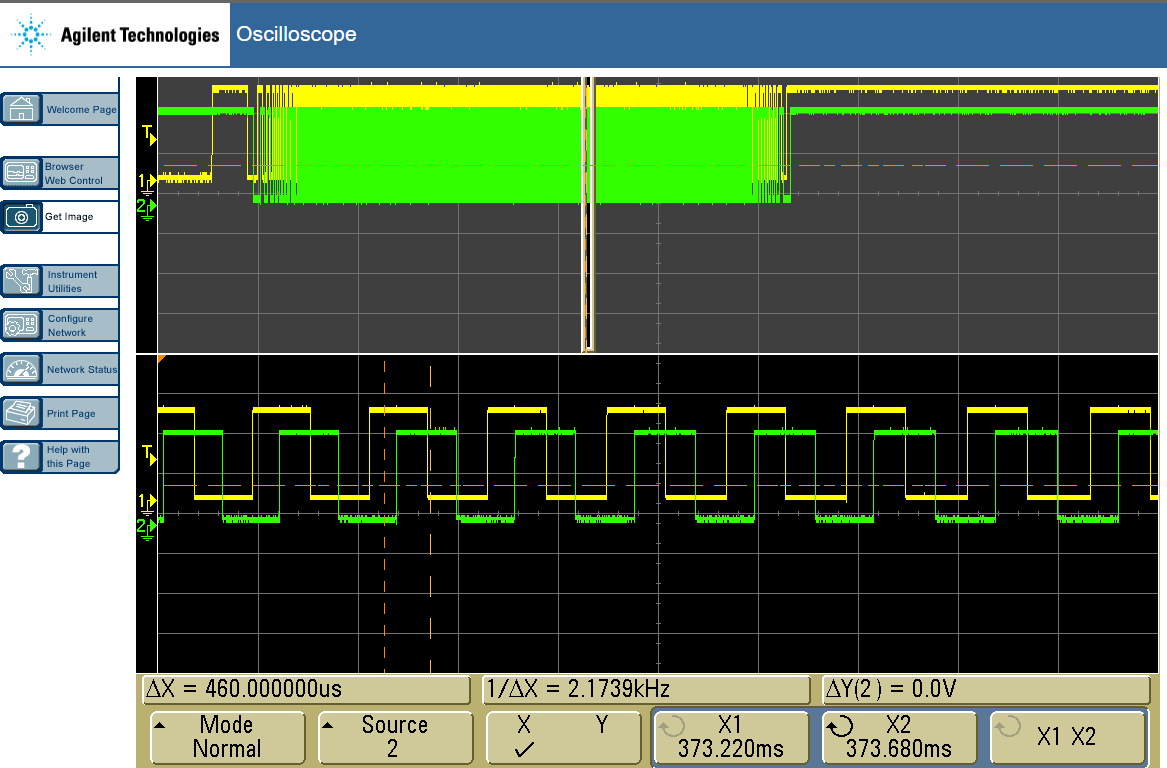 Agilent Technologies
Oscilloscope
Welcome Page
Browser
Web Control
Get Image
Instrument
Utilities
Configure
Network
Network Status
Print Page
Help with
this Page
T
1
2
T
1
2
ΔX = 460.000000us
1/ΔX = 2.1739kHz
ΔY(2 ) = 0.0V
Mode
Normal
Source
2
X Y
✓
X1
373.220ms
X2
373.680ms
X1 X2